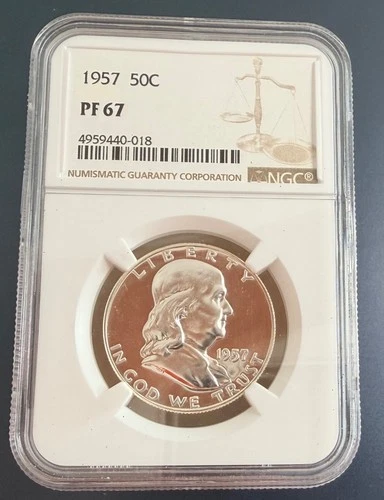 1957 50C
PF 67
4959440-018
NUMISMATIC GUARANTY CORPORATION NGC®
LIBERTY
1957
IN GOD WE TRUST